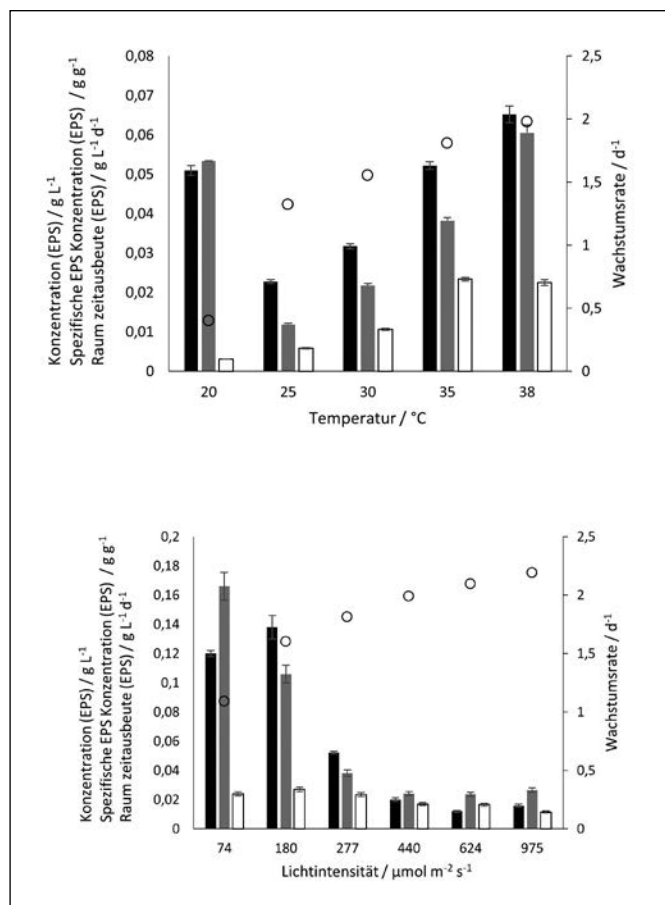 Konzentration (EPS) / g L⁻¹
Spezifische EPS Konzentration (EPS) / g g⁻¹
Raum zeitausbeute (EPS) / g L⁻¹ d⁻¹
0,08
0,07
0,06
0,05
0,04
0,03
0,02
0,01
0
2,5
2
1,5
1
0,5
0
Wachstumsrate / d⁻¹
20 25 30 35 38
Temperatur / °C
Konzentration (EPS) / g L⁻¹
Spezifische EPS Konzentration (EPS) / g g⁻¹
Raum zeitausbeute (EPS) / g L⁻¹ d⁻¹
0,2
0,18
0,16
0,14
0,12
0,1
0,08
0,06
0,04
0,02
0
2,5
2
1,5
1
0,5
0
Wachstumsrate / d⁻¹
74 180 277 440 624 975
Lichtintensität / µmol m⁻² s⁻¹